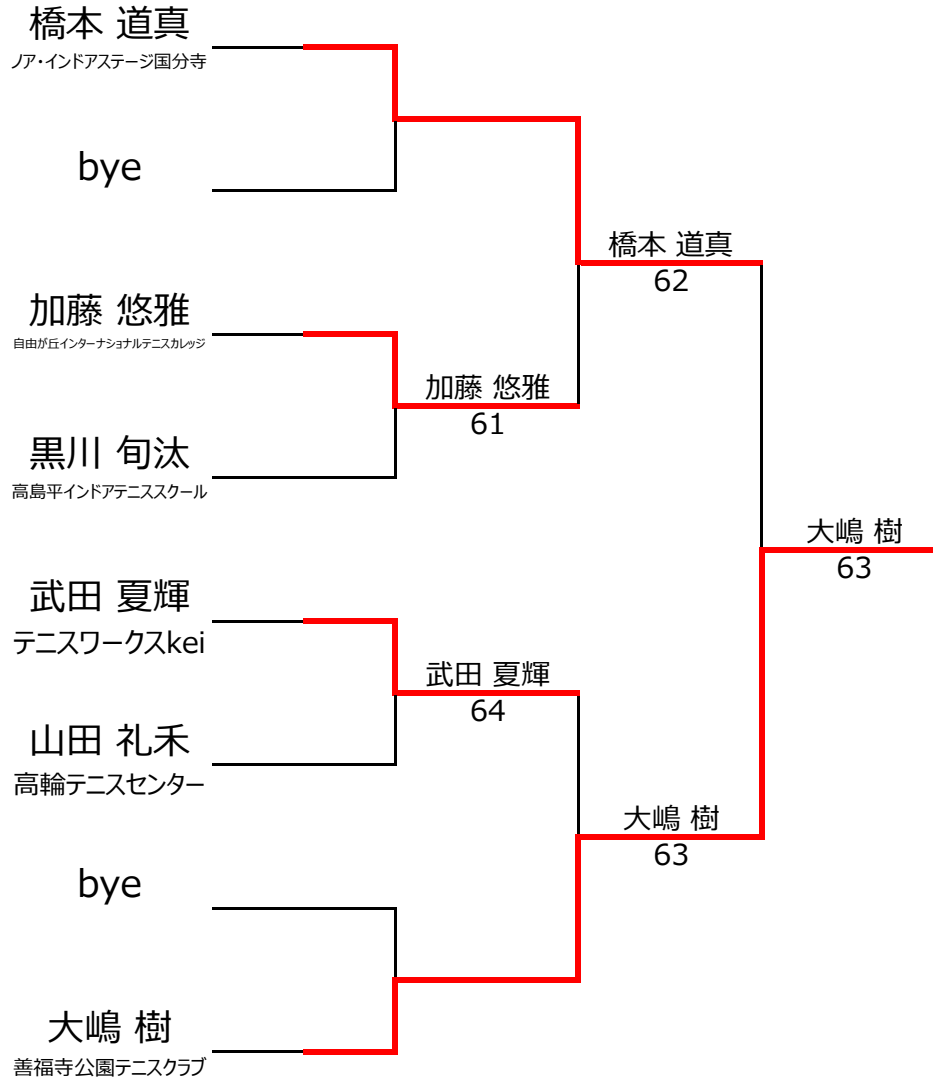 橋本 道真
ノア・インドアステージ国分寺
bye
加藤 悠雅
自由が丘インターナショナルテニスカレッジ
黒川 旬汰
高島平インドアテニススクール
武田 夏輝
テニスワークスkei
山田 礼禾
高輪テニスセンター
bye
大嶋 樹
善福寺公園テニスクラブ
加藤 悠雅
61
武田 夏輝
64
橋本 道真
62
大嶋 樹
63
大嶋 樹
63